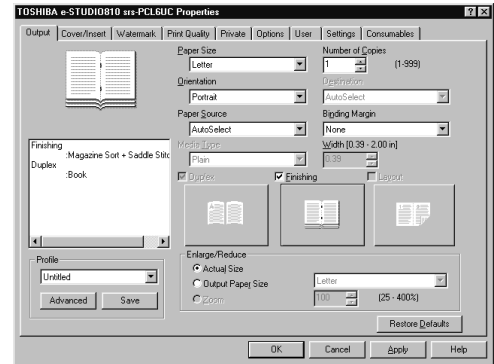 TOSHIBA e-STUDIO810 srs-PCL6UC Properties
Output Cover/Insert Watermark Print Quality Private Options User Settings Consumables
Paper Size
Letter
Number of Copies
1 (1-999)
Orientation
Portrait
Destination
AutoSelect
Paper Source
AutoSelect
Binding Margin
None
Finishing
:Magazine Sort + Saddle Stitc
Duplex
:Book
Media Type
Plain
Width [0.39 - 2.00 in]
0.39
Duplex Finishing Layout
Profile
Untitled
Advanced Save
Enlarge/Reduce
Actual Size
Output Paper Size Letter
Zoom 100 (25 - 400%)
Restore Defaults
OK Cancel Apply Help